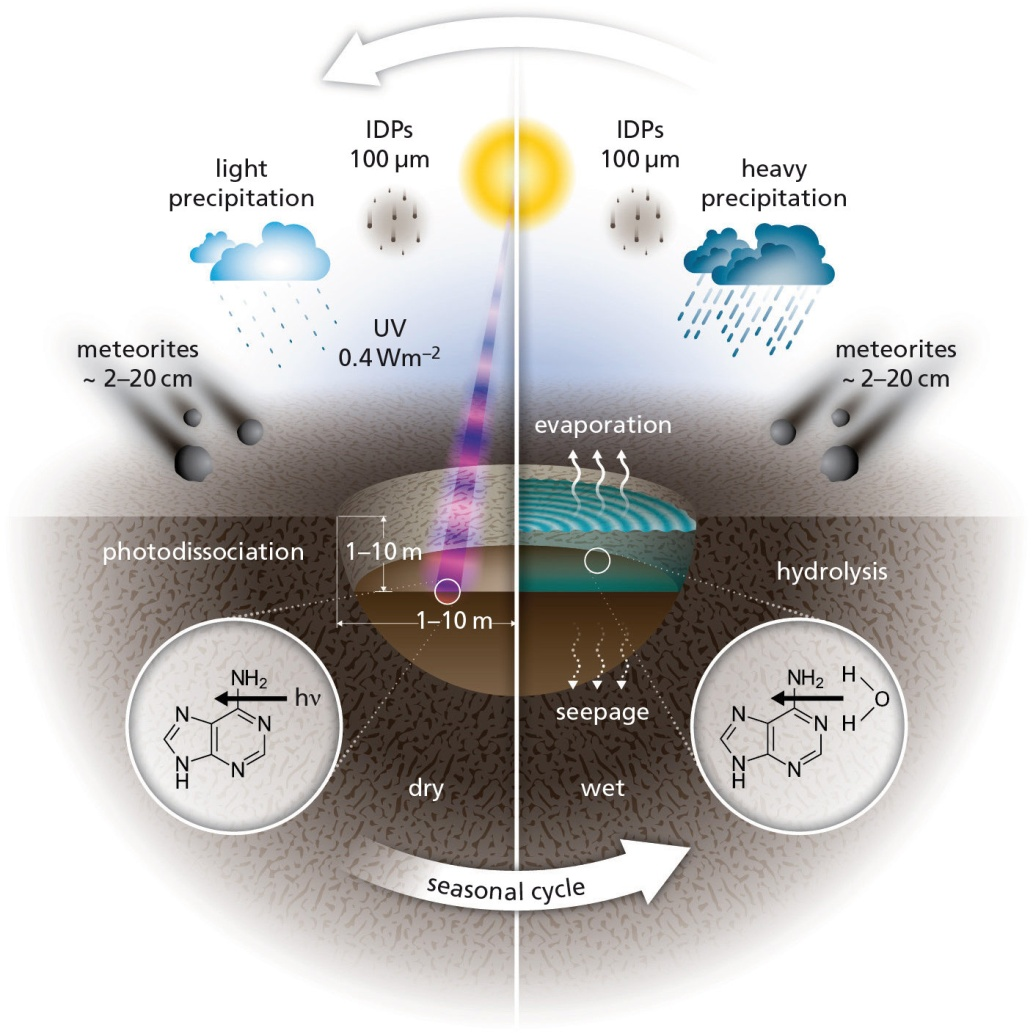 IDPs
100 µm
IDPs
100 µm
light
precipitation
heavy
precipitation
UV
0.4 Wm⁻²
meteorites
~ 2–20 cm
meteorites
~ 2–20 cm
evaporation
photodissociation
1–10 m
hydrolysis
1–10 m
NH₂
hν
N
N
N
N
H
seepage
NH₂
H
O
H
N
N
N
N
H
dry
wet
seasonal cycle